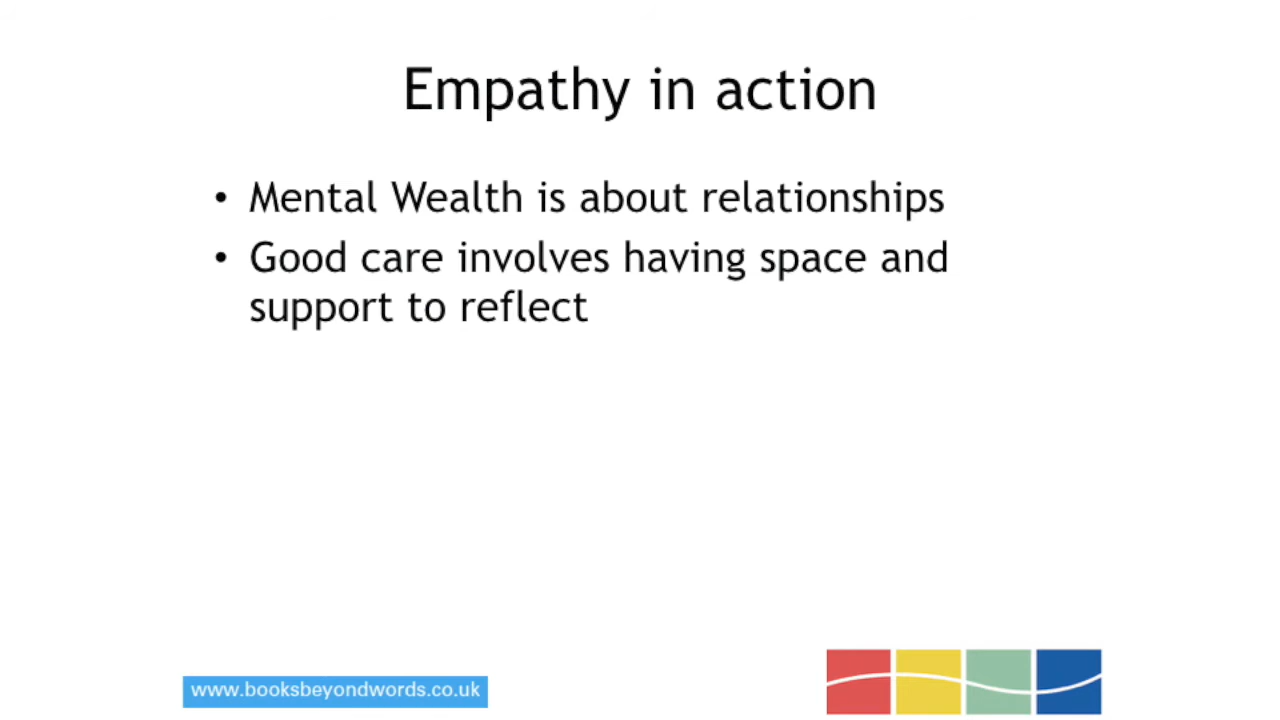 Empathy in action
• Mental Wealth is about relationships
• Good care involves having space and
support to reflect
www.booksbeyondwords.co.uk